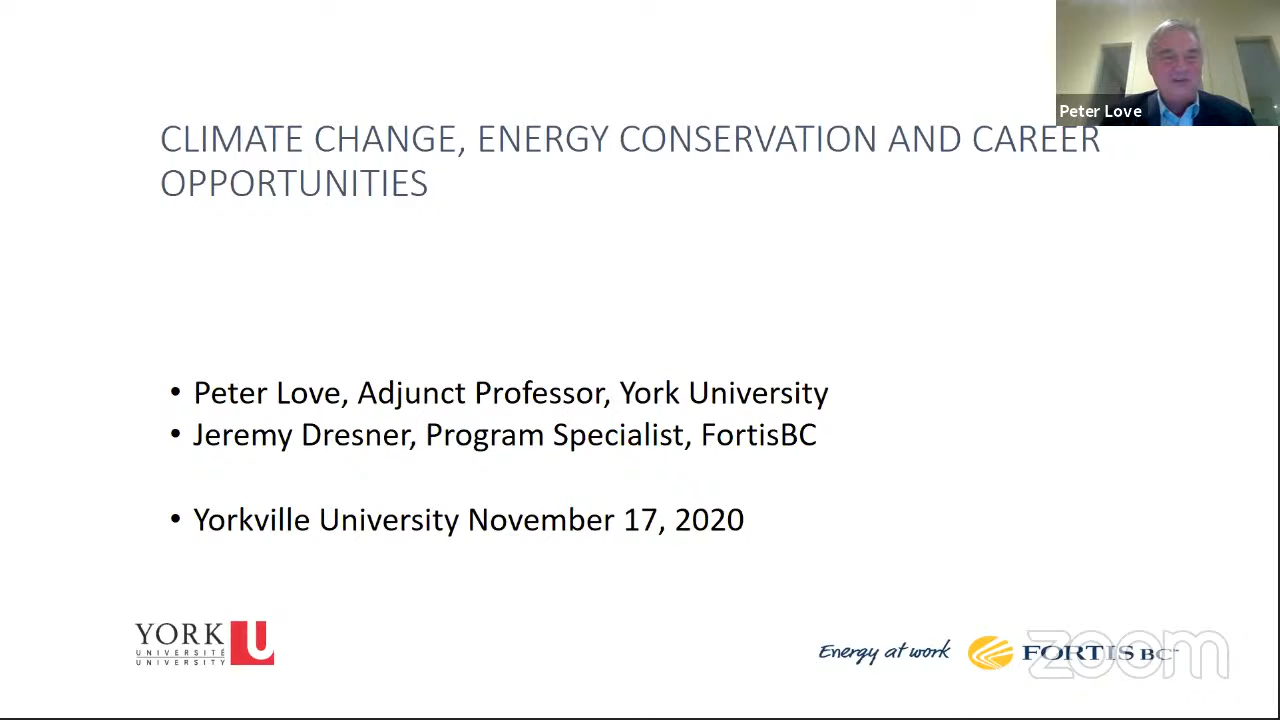 Peter Love
CLIMATE CHANGE, ENERGY CONSERVATION AND CAREER
OPPORTUNITIES
• Peter Love, Adjunct Professor, York University
• Jeremy Dresner, Program Specialist, FortisBC
• Yorkville University November 17, 2020
YORK U
UNIVERSITÉ
UNIVERSITY
Energy at work
FORTIS BC™
zoom